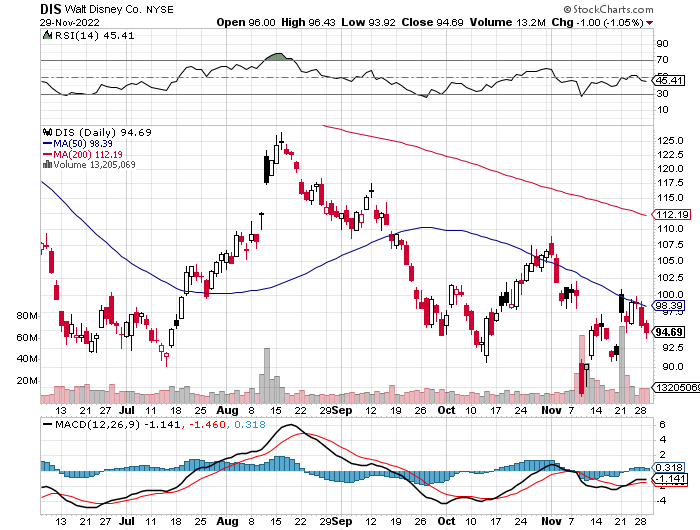 DIS Walt Disney Co. NYSE © StockCharts.com
29-Nov-2022 Open 96.00 High 96.43 Low 93.92 Close 94.69 Volume 13.2M Chg -1.00 (-1.05%)
RSI(14) 45.41
90
70
50
45.41
30
10
DIS (Daily) 94.69
MA(50) 98.39
MA(200) 112.19
Volume 13,205,069
125.0
122.5
120.0
117.5
115.0
112.19
110.0
107.5
105.0
102.5
100.0
98.39
97.5
94.69
92.5
90.0
80M
60M
40M
20M
13205069
13 21 27 Jul 11 18 25 Aug 8 15 22 29 Sep 12 19 26 Oct 10 17 24 Nov 7 14 21 28
MACD(12,26,9) -1.141, -1.460, 0.318
6
4
2
0.318
-1.141
-4
13 21 27 Jul 11 18 25 Aug 8 15 22 29 Sep 12 19 26 Oct 10 17 24 Nov 7 14 21 28